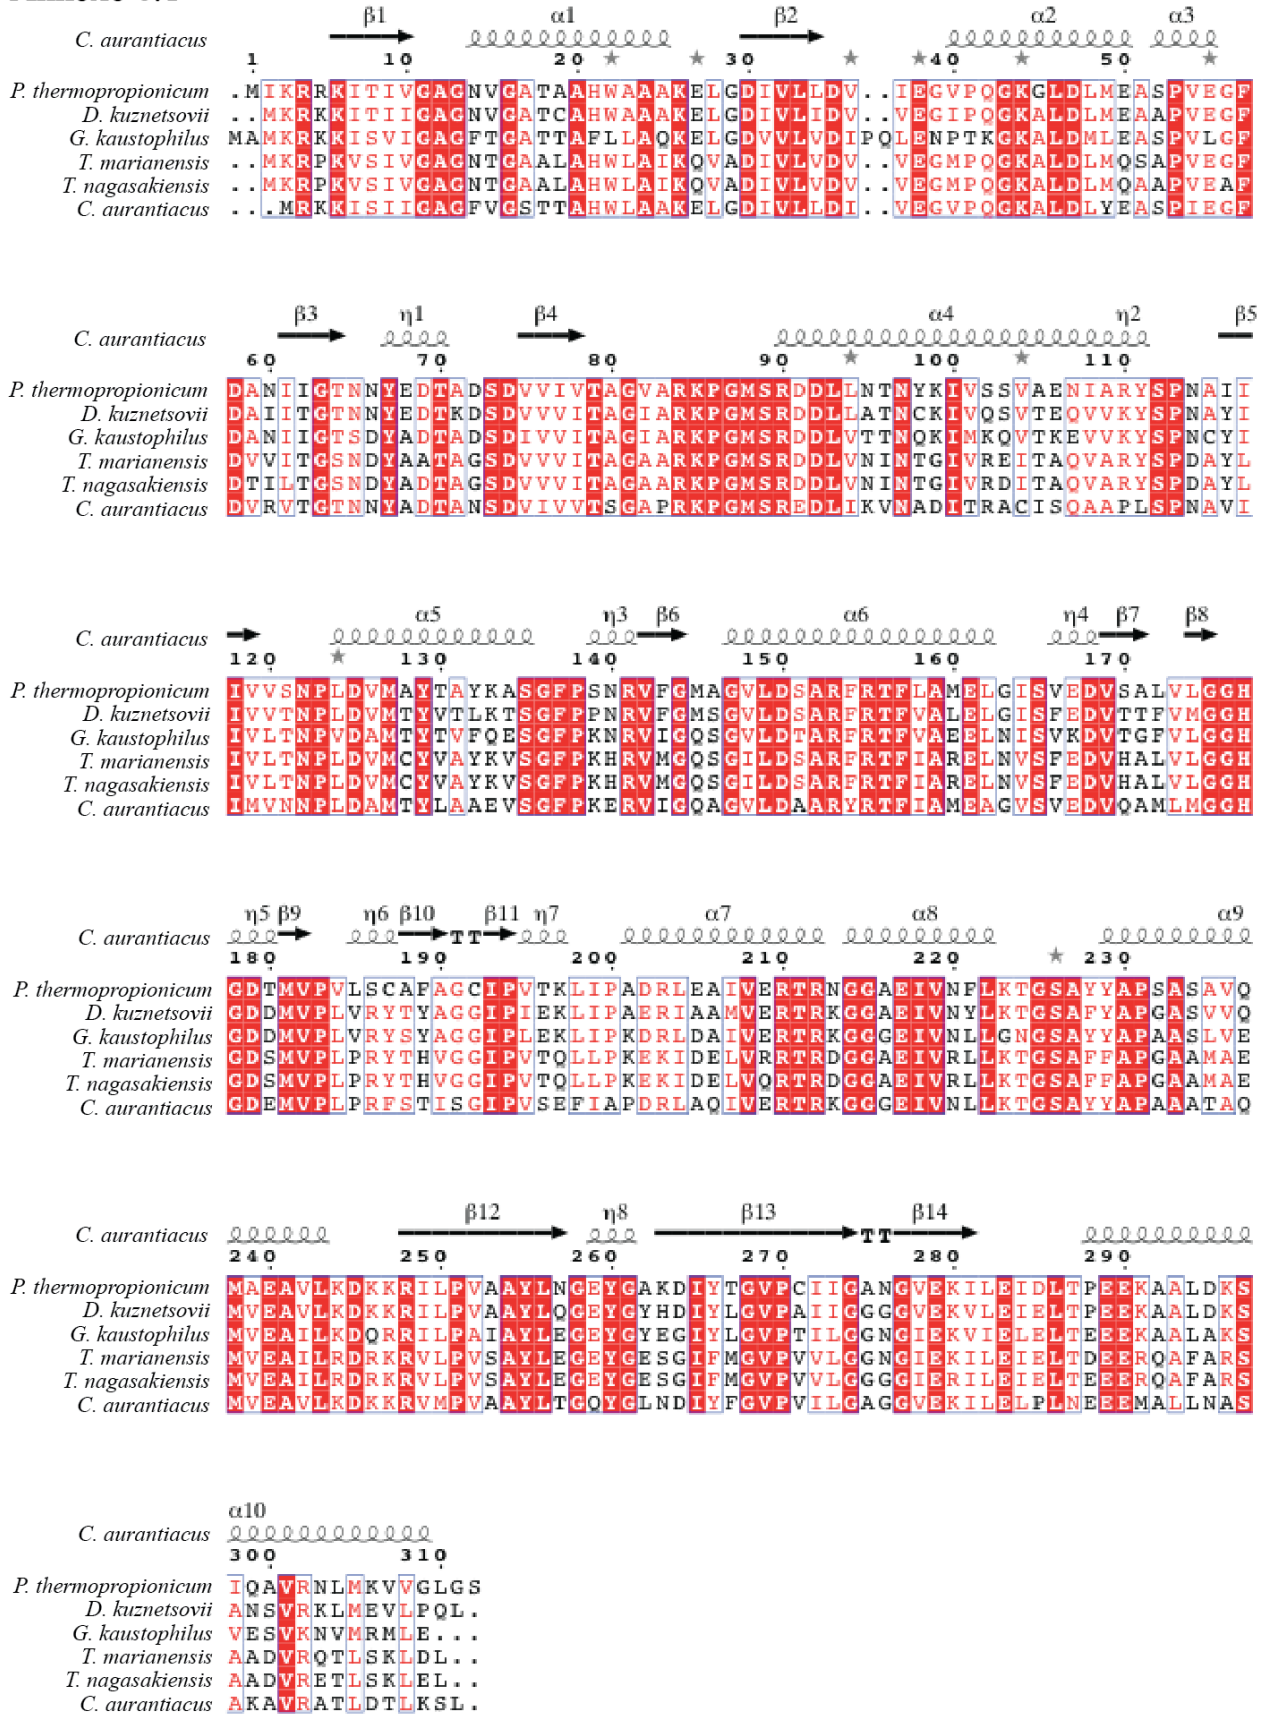 β1 α1 β2 α2 α3
C. aurantiacus
1 10 20 30 40 50
P. thermopropionicum .MIKRRKITIVGAGNVGATAAHWAAAKELGDIVLLDV..IEGVPQGKGLDLMEASPVEGF
D. kuznetsovii ..MKRKKITIIGAGNVGATCAHWAAAKELGDIVLIDV..VEGIPQGKALDLMEAAPVEGF
G. kaustophilus MAMKRKKISVIGAGFTGATTAFLLAQKELGDVVLVDIPQLENPTKGKALDMLEASPVLGF
T. marianensis ..MKRPKVSIIGAGNTGAALAHWLAIKQVADIVLVDV..VEGMPQGKALDLMQSAPVEGF
T. nagasakiensis ..MKRPKVSIVGAGNTGAALAHWLAIKQVADIVLVDV..VEGMPQGKALDLMQAAPVEAF
C. aurantiacus ...MRKKISIIGAGFVGSTTAHWLAAKELGDIVLLDI..VEGVPQGKALDLYEASPIEGF
β3 η1 β4 α4 η2 β5
C. aurantiacus
60 70 80 90 100 110
P. thermopropionicum DANIIGTNNYEDTADSDVVIVTAGVARKPGMSRDDLLNTNYKIVSSVAENIARYSPNAII
D. kuznetsovii DAIITGTNNYEDTKDSDVVVITAGIARKPGMSRDDLLATNCKIVQSVTEQVVKYSPNAYI
G. kaustophilus DANIIGTSDYADTADSDIVVITAGIARKPGMSRDDLVTTNQKIMKQVTKEVVKYSPNCYI
T. marianensis DVVITGSNDYAATAGSDVVVITAGAARKPGMSRDDLVNINTGIVREITAQVARYSPDAYL
T. nagasakiensis DTILTGSNDYADTAGSDVVVITAGAARKPGMSRDDLVNINTGIVRDITAQVARYSPDAYL
C. aurantiacus DVRVTGTNNYADTANSDVIVVTSGAPRKPGMSREDLIKVNADITRACISQAAPLSPNAVI
α5 η3 β6 α6 η4 β7 β8
C. aurantiacus
120 130 140 150 160 170
P. thermopropionicum IVVSNPLDVMAYTAYKASGFPSNRVFGMAGVLDSARFRTFLAMELGISVEDVSALVLGGH
D. kuznetsovii IVVTNPLDVMTYVTLKTSGFPPNRVFGMSGVLDSARFRTFVALELGISFEDVTTFVMGGH
G. kaustophilus IVLTNPVDAMTYTVFQESGFPKNRVIGQSGVLDTARFRTFVAEELNISVKDVTGFVLGGH
T. marianensis IVLTNPLDVMCYVAYKVSGFPKHRVMGQSGILDSARFRTFIARELNVSFEDVHALVLGGH
T. nagasakiensis IVLTNPLDVMCYVAYKVSGFPKHRVMGQSGILDSARFRTFIARELNVSFEDVHALVLGGH
C. aurantiacus IMVNNPLDAMTYLAAEVSGFPKERVIGQAGVLDAARYRTFIAMEAGVSVEDVQAMLMGGH
η5 β9 η6 β10 β11 η7 α7 α8 α9
C. aurantiacus TT
180 190 200 210 220 230
P. thermopropionicum GDTMVPVLSCAFAGCIPVTKLIPADRLEAIVERTRNGGAEIVNFLKTGSAYYAPSASAVQ
D. kuznetsovii GDDMVPLVRYTYAGGIPIEKLIPAERIAAMVERTRKGGAEIVNYLKTGSAFYAPGASVVQ
G. kaustophilus GDDMVPLVRYSYAGGIPLEKLIPKDRLDAIVERTRKGGGEIVNLLGNGSAYYAPAASLVE
T. marianensis GDSMVPLPRYTHVGGIPVTQLLPKEKIDELVRRTRDGGAEIVRLLKTGSAFFAPGAAMAE
T. nagasakiensis GDSMVPLPRYTHVGGIPVTQLLPKEKIDELVQRTRDGGAEIVRLLKTGSAFFAPGAAMAE
C. aurantiacus GDEMVPLPRFSTISGIPVSEFIAPDRLAQIVERTRKGGGEIVNLLKTGSAYYAPAAATAQ
β12 η8 β13 β14
C. aurantiacus TT
240 250 260 270 280 290
P. thermopropionicum MAEAVLKDKKRILPVAAYLNGEYGAKDIYTGVPCIIGANGVEKILEIDLTPEEKAALDKS
D. kuznetsovii MVEAVLKDKKRILPVAAYLQGEYGYHDIYLGVPAIIGGGGVEKVLEIELTPEEKAALDKS
G. kaustophilus MVEAILKDQRRILPAIAYLEGEYGYEGIYLGVPTILGGNGIEKVIELELTEEEKAALAKS
T. marianensis MVEAILRDRKRVLPVSAYLEGEYGESGIFMGVPVVLGGNGIEKILEIELTDEERQAFARS
T. nagasakiensis MVEAILRDRKRVLPVSAYLEGEYGESGIFMGVPVVLGGGGIERILEIELTEEERQAFARS
C. aurantiacus MVEAVLKDKKRVMPVAAYLTGQYGLNDIYFGVPVILGAGGVEKILELPLNEEEMALLNAS
α10
C. aurantiacus
300 310
P. thermopropionicum IQAVRNLMKVVGLGS
D. kuznetsovii ANSVRKLMEVLPQL.
G. kaustophilus VESVKNVMRMLE...
T. marianensis AADVRQTLSKLDL..
T. nagasakiensis AADVRETLSKLEL..
C. aurantiacus AKAVRATLDTLKSL.